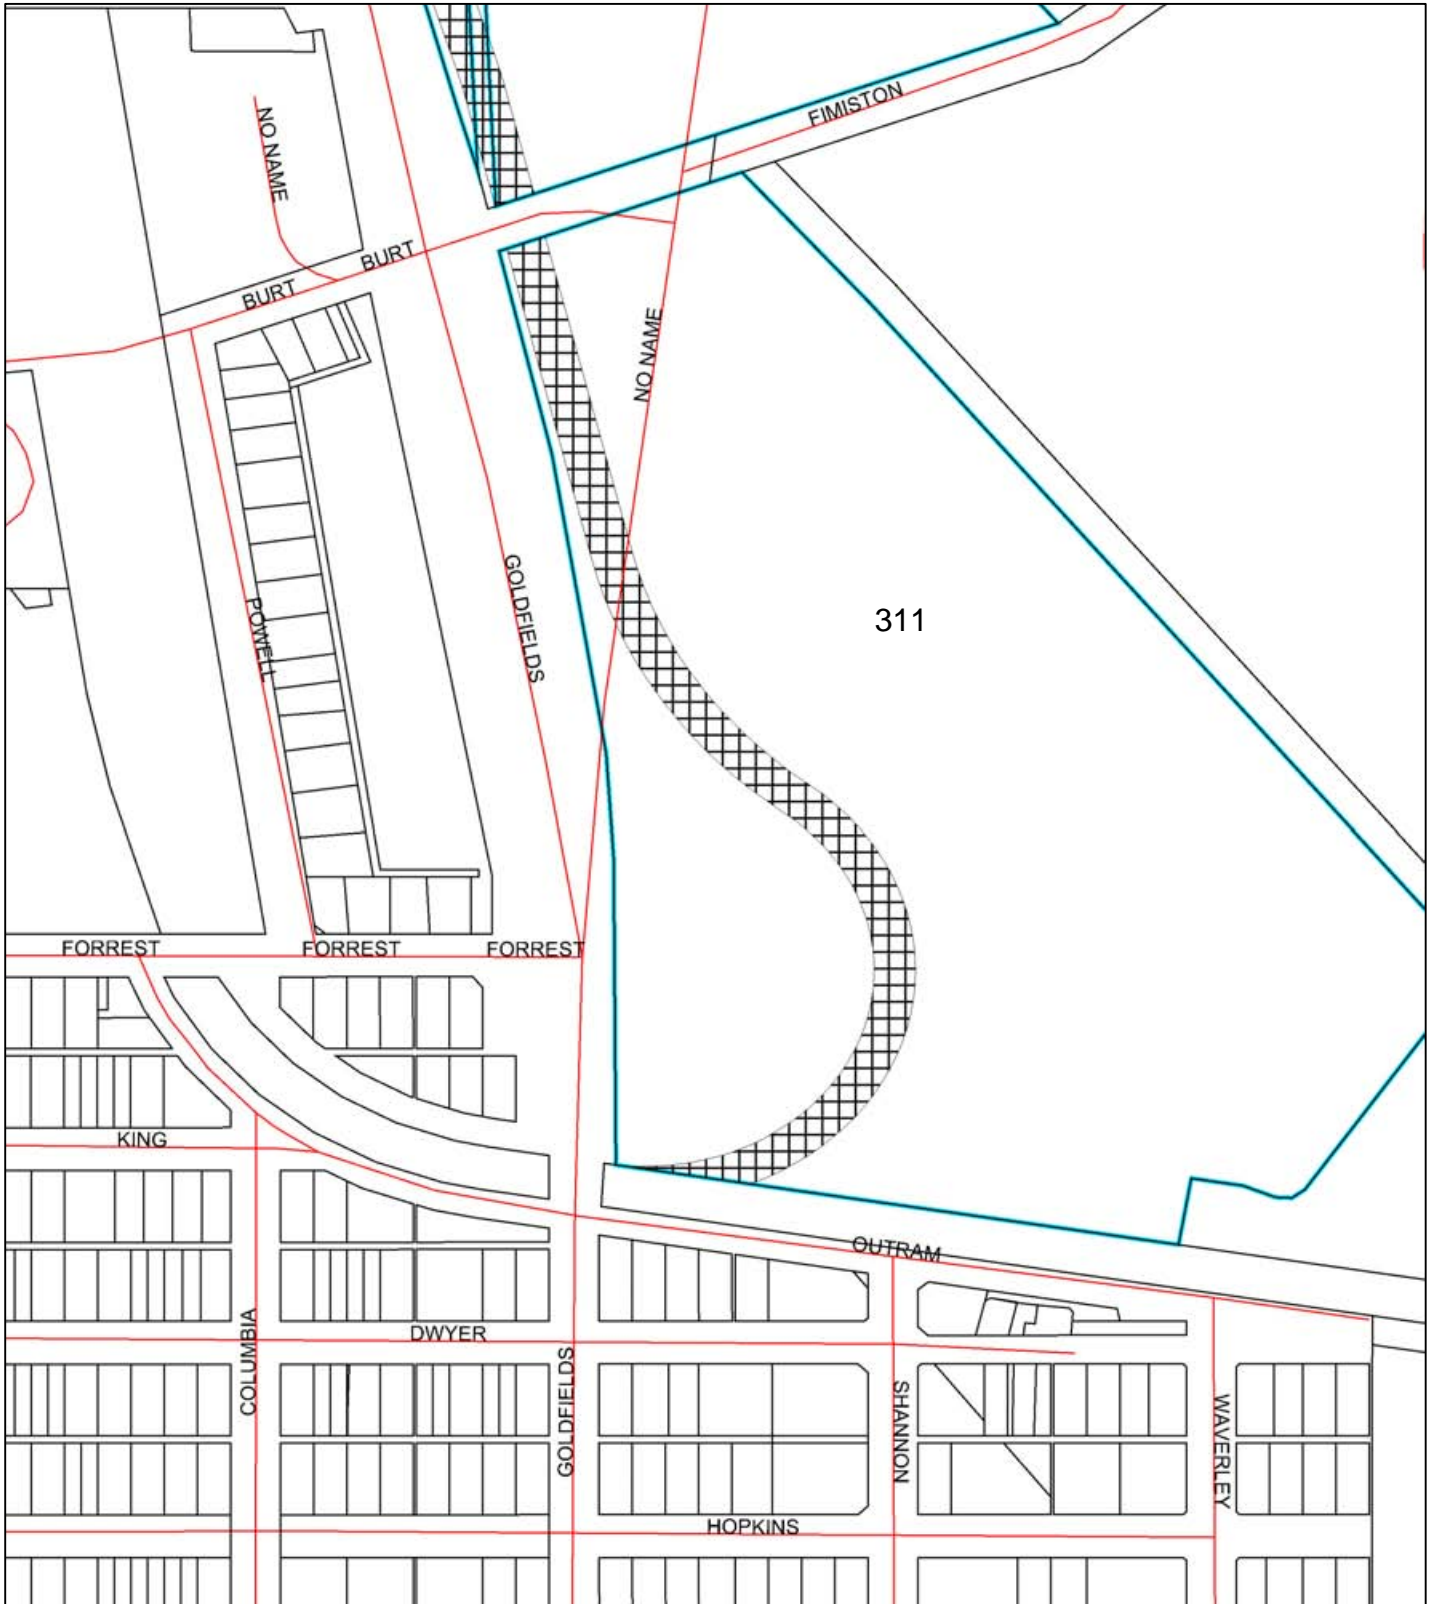 FIMISTON
NO NAME
BURT
BURT
NO NAME
GOLDFIELDS
POWELL
311
FORREST
FORREST
FORREST
KING
OUTRAM
COLUMBIA
DWYER
GOLDFIELDS
SHANNON
WAVERLEY
HOPKINS